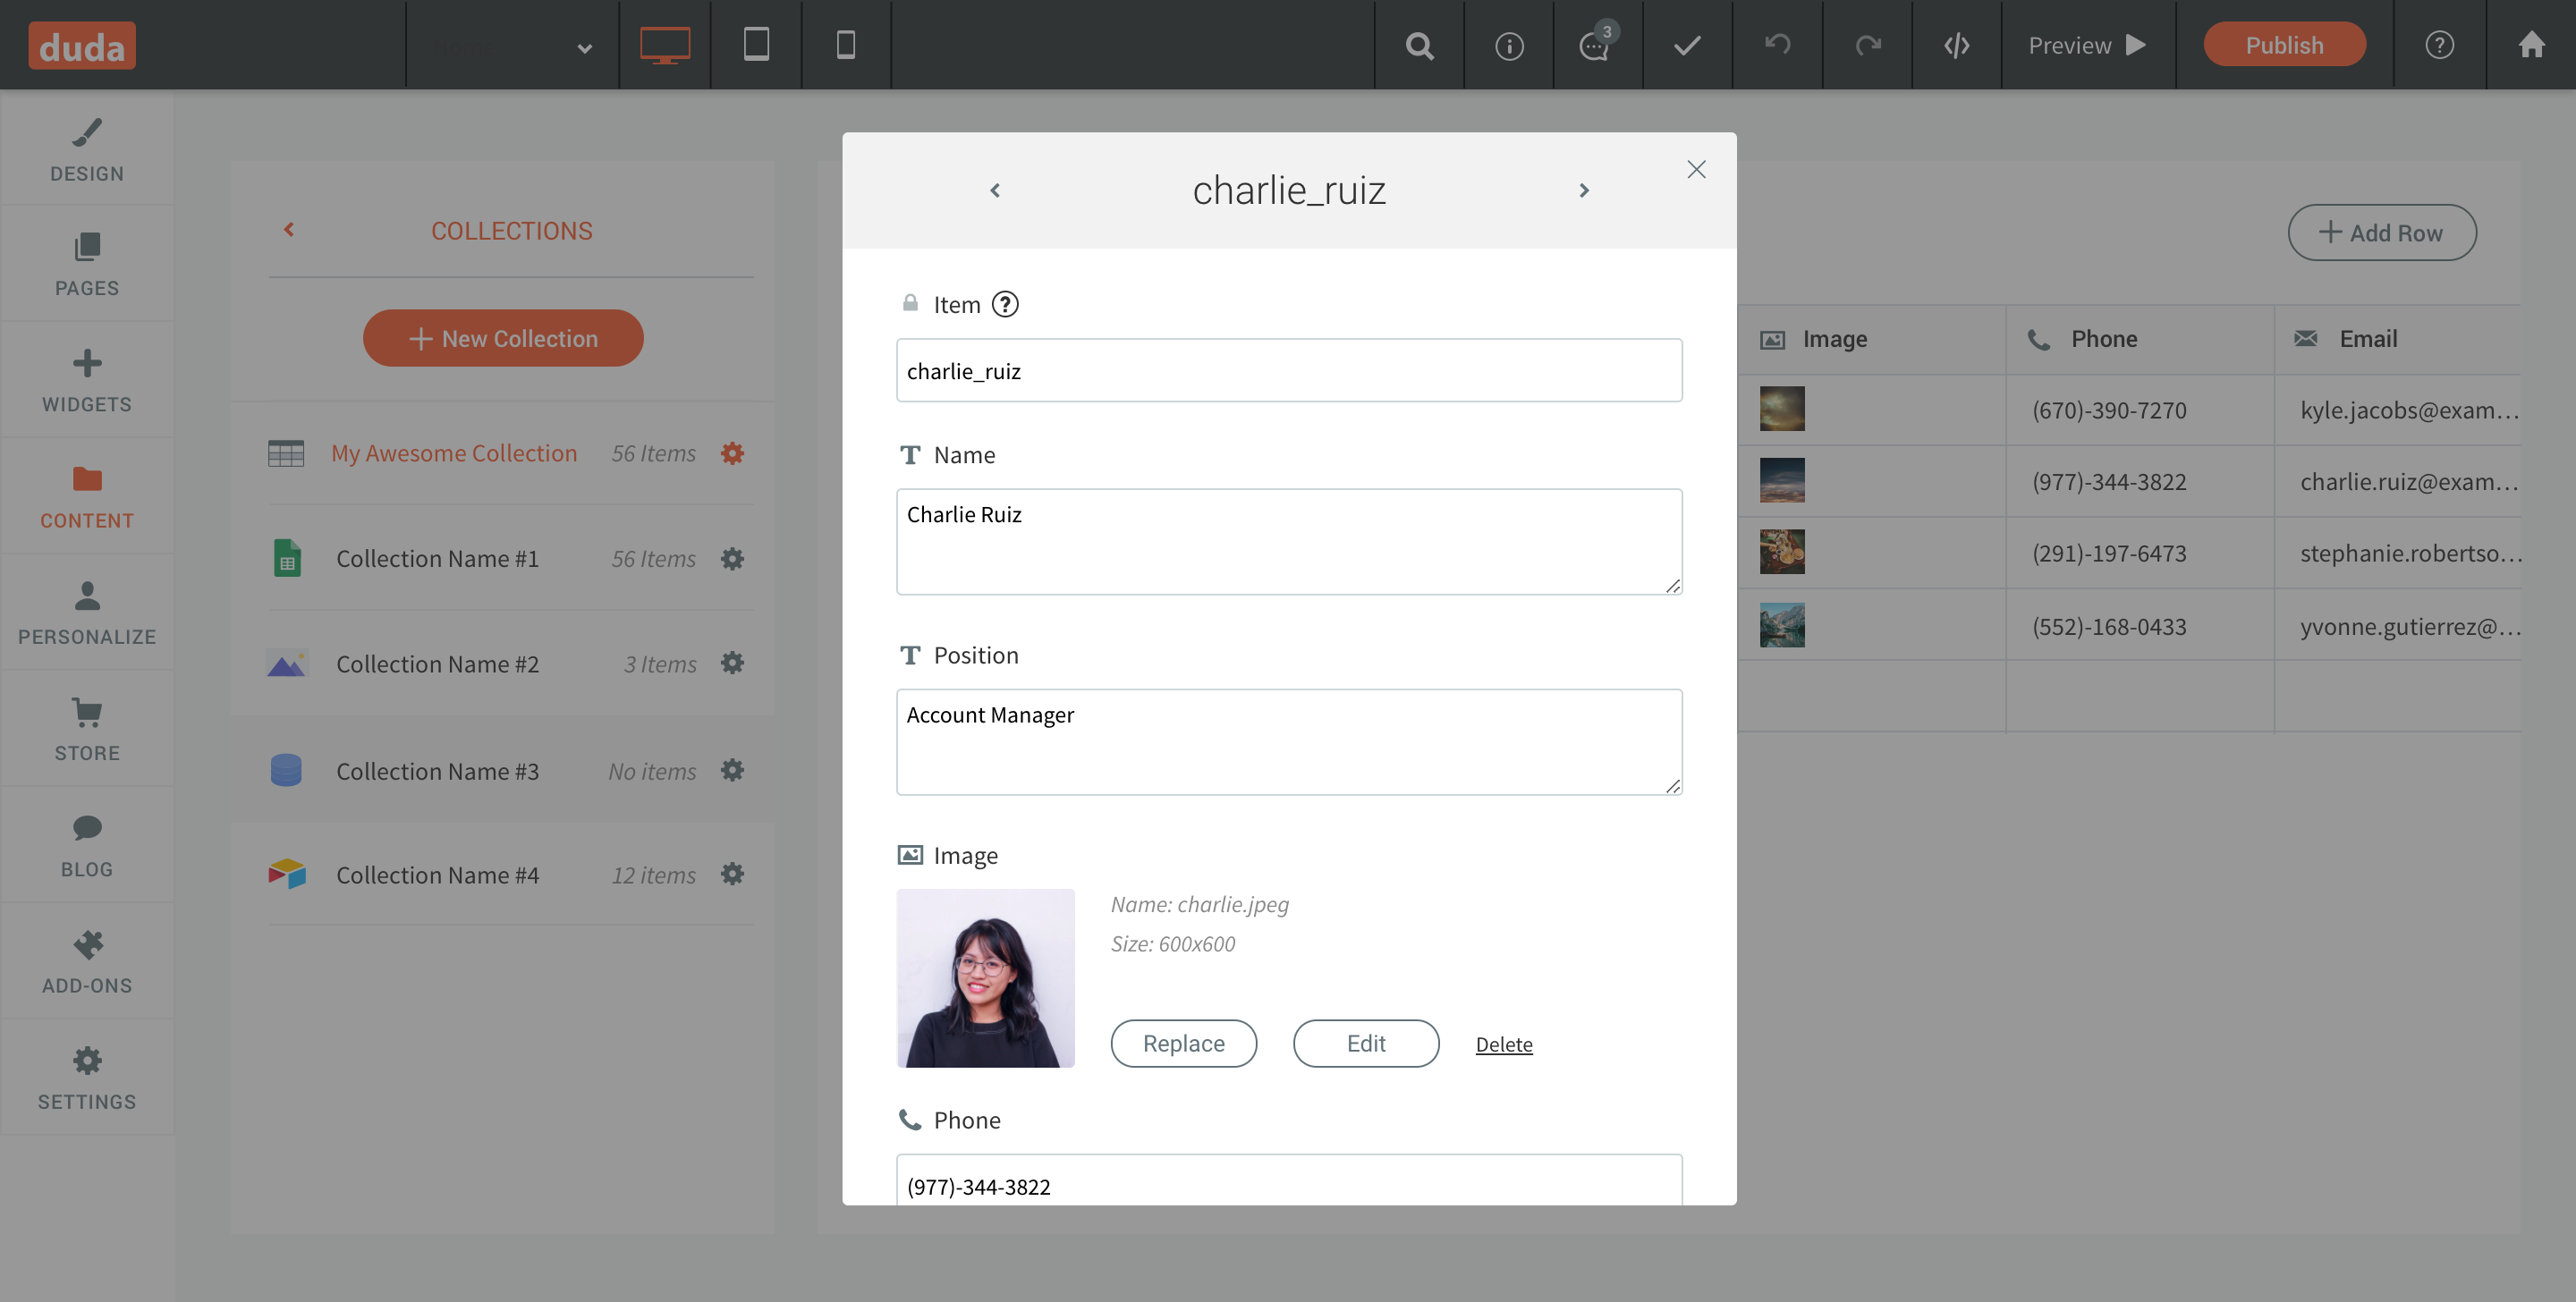 duda
3
Preview
Publish
DESIGN
PAGES
WIDGETS
CONTENT
PERSONALIZE
STORE
BLOG
ADD-ONS
SETTINGS
COLLECTIONS
New Collection
My Awesome Collection 56 Items
Collection Name #1 56 Items
Collection Name #2 3 Items
Collection Name #3 No items
Collection Name #4 12 items
charlie_ruiz
Item ?
charlie_ruiz
Name
Charlie Ruiz
Position
Account Manager
Image
Name: charlie.jpeg
Size: 600x600
Replace Edit Delete
Phone
(977)-344-3822
Add Row
Image Phone Email
(670)-390-7270 kyle.jacobs@exam...
(977)-344-3822 charlie.ruiz@exam...
(291)-197-6473 stephanie.robertso...
(552)-168-0433 yvonne.gutierrez@...